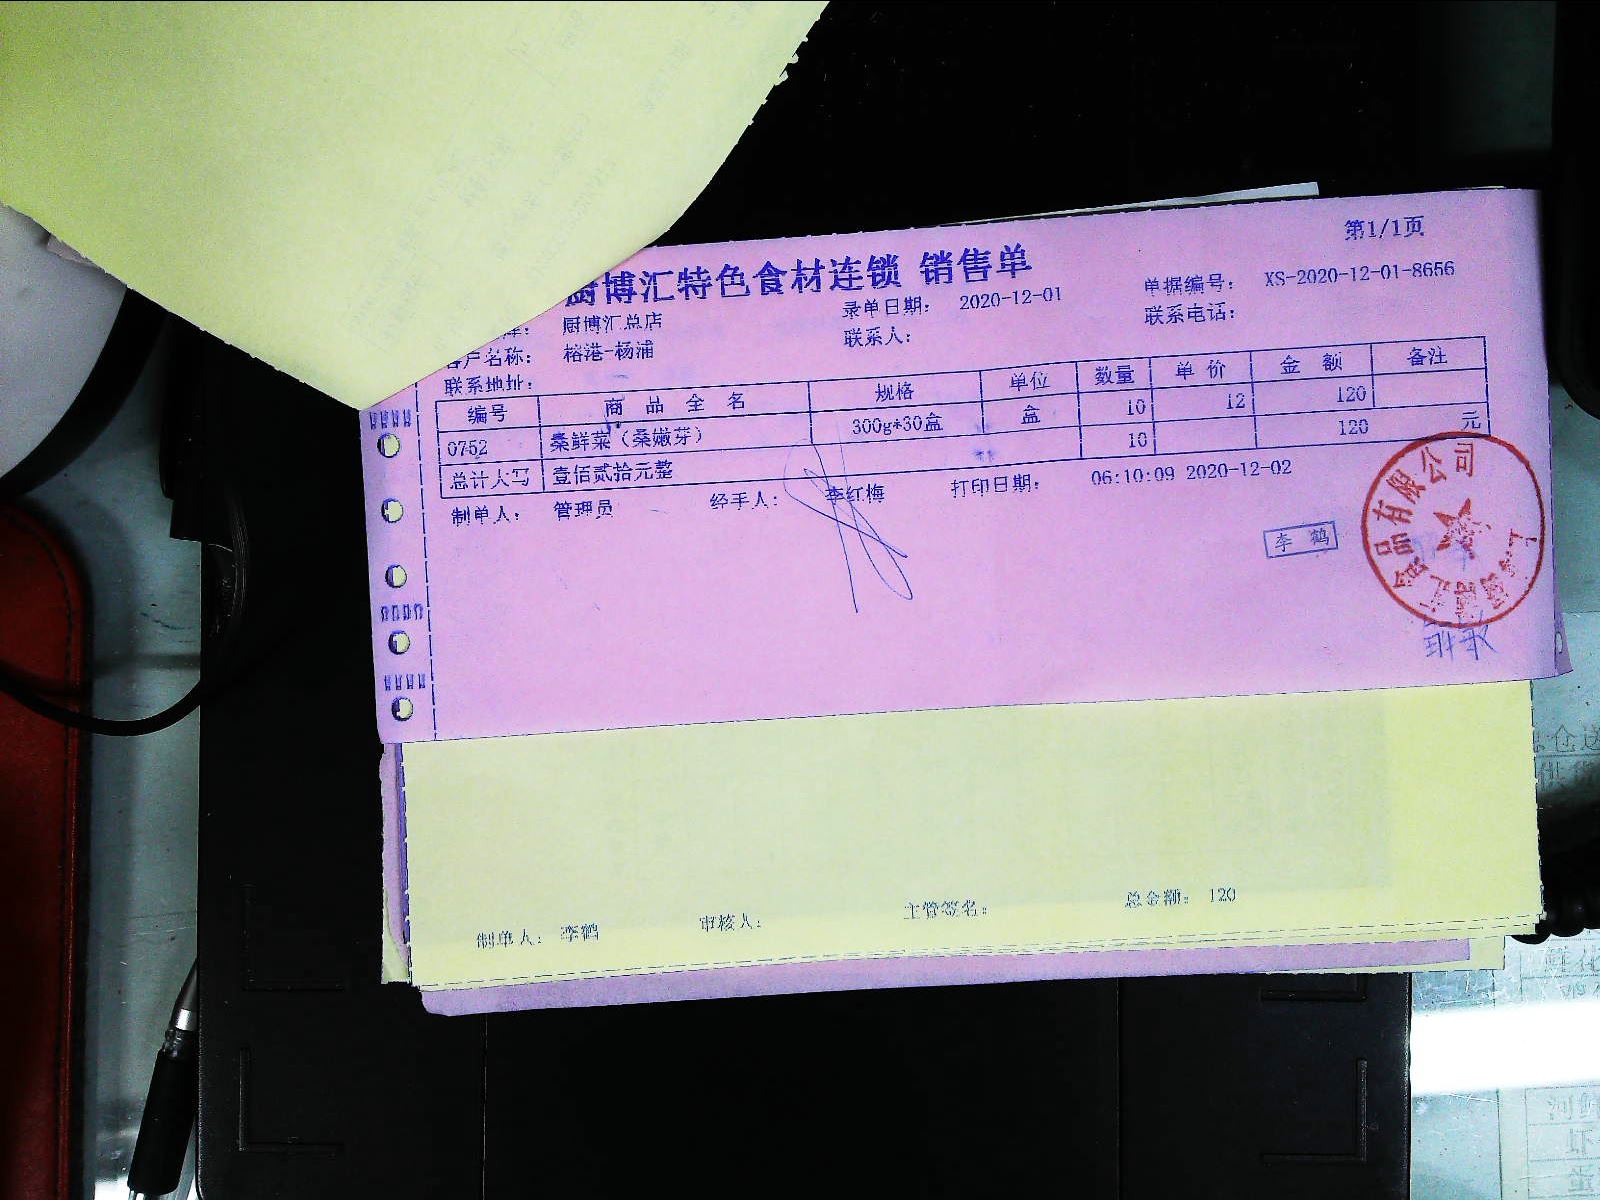 第1/1页
厨博汇特色食材连锁 销售单
录单日期： 2020-12-01 单据编号： XS-2020-12-01-8656
库： 厨博汇总店 联系人： 联系电话：
客户名称： 榕港-杨浦
联系地址：
编号 商 品 全 名 规格 单位 数量 单 价 金 额 备注
0752 桑鲜菜（桑嫩芽） 300g*30盒 盒 10 12 120
总计大写 壹佰贰拾元整 10 120 元
制单人： 管理员 经手人： 李红梅 打印日期： 06:10:09 2020-12-02
李 鹤
汇食品有限公司
制单人： 李鹤 审核人： 主管签名： 总金额： 120